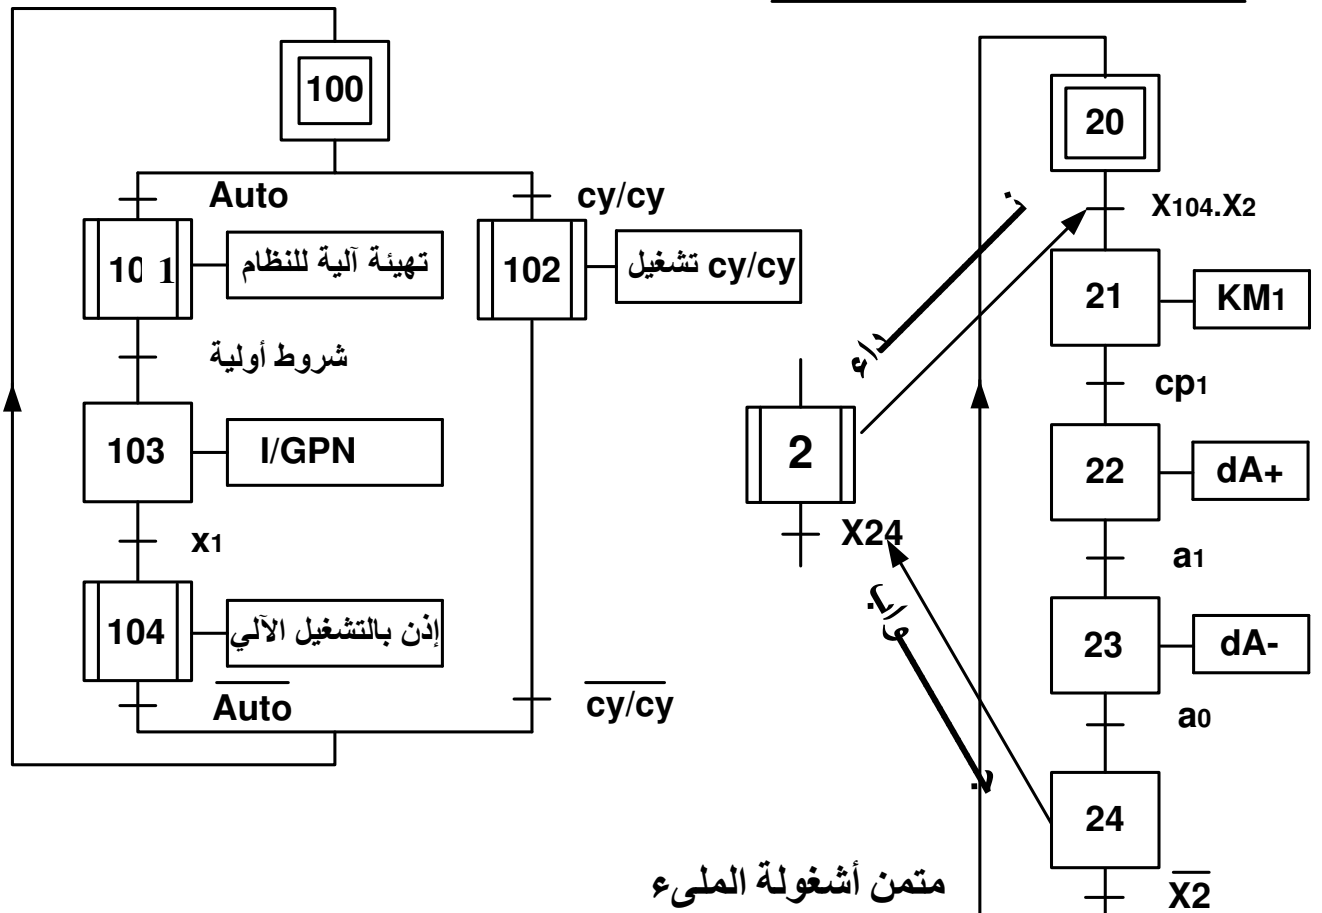 100
Auto
cy/cy
10 1
تهيئة آلية للنظام
102
تشغيل cy/cy
شروط أولية
103
I/GPN
X1
104
إذن بالتشغيل الآلي
Auto
cy/cy
نداء
2
X24
جواب
20
X104.X2
21
KM1
cp1
22
dA+
a1
23
dA-
a0
24
X2
متمن أشغولة الملىء